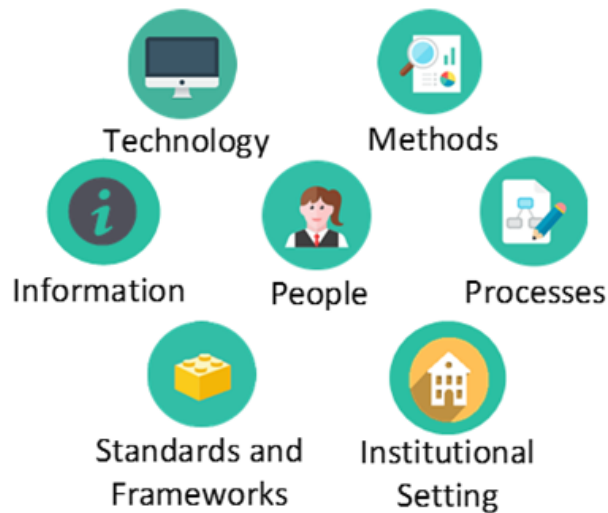 Technology
Methods
Information
People
Processes
Standards and
Frameworks
Institutional
Setting